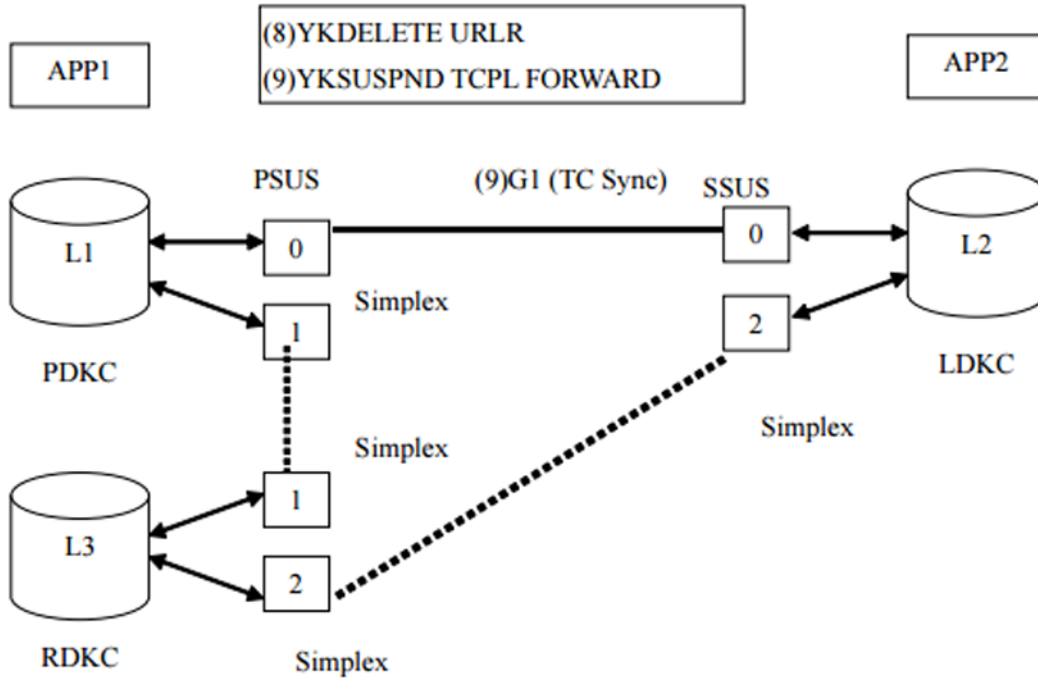 (8)YKDELETE URLR
(9)YKSUSPND TCPL FORWARD
APP1
APP2
PSUS
(9)G1 (TC Sync)
SSUS
L1
0
0
L2
Simplex
1
2
PDKC
LDKC
Simplex
Simplex
1
L3
2
RDKC
Simplex